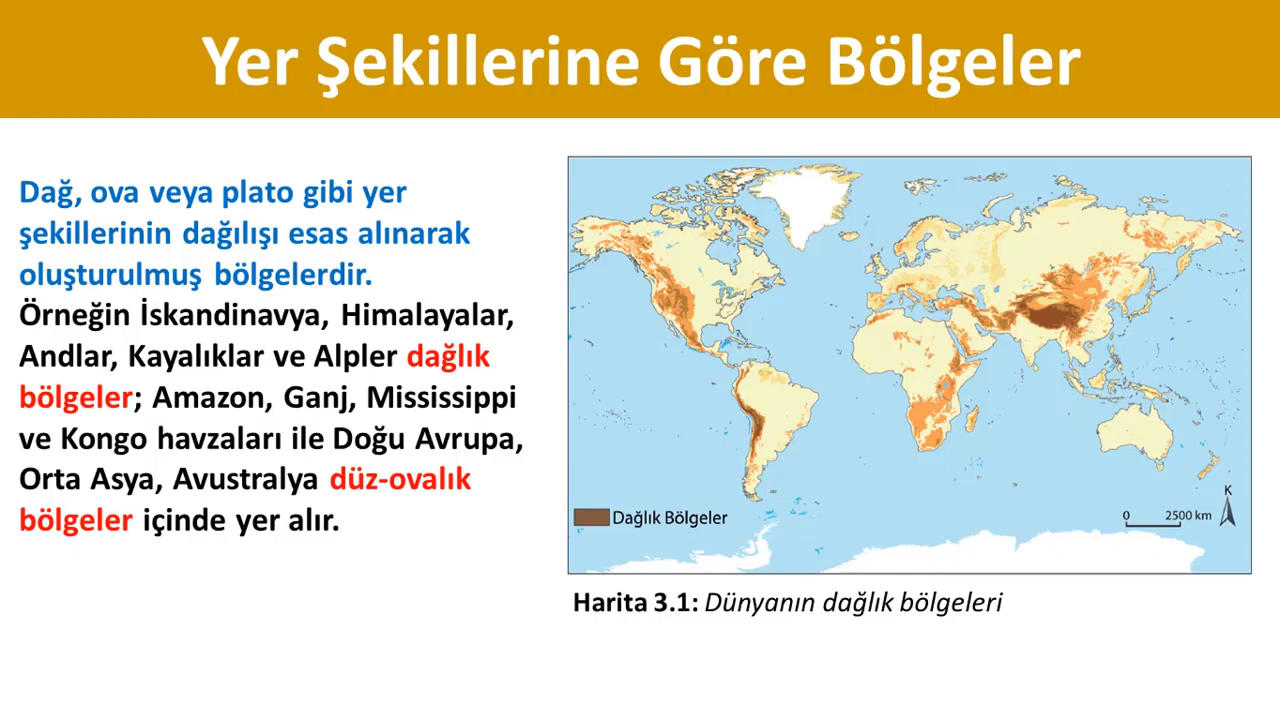 Yer Şekillerine Göre Bölgeler
Dağ, ova veya plato gibi yer
şekillerinin dağılışı esas alınarak
oluşturulmuş bölgelerdir.
Örneğin İskandinavya, Himalayalar,
Andlar, Kayalıklar ve Alpler dağlık
bölgeler; Amazon, Ganj, Mississippi
ve Kongo havzaları ile Doğu Avrupa,
Orta Asya, Avustralya düz-ovalık
bölgeler içinde yer alır.
Dağlık Bölgeler
0 2500 km
K
Harita 3.1: Dünyanın dağlık bölgeleri